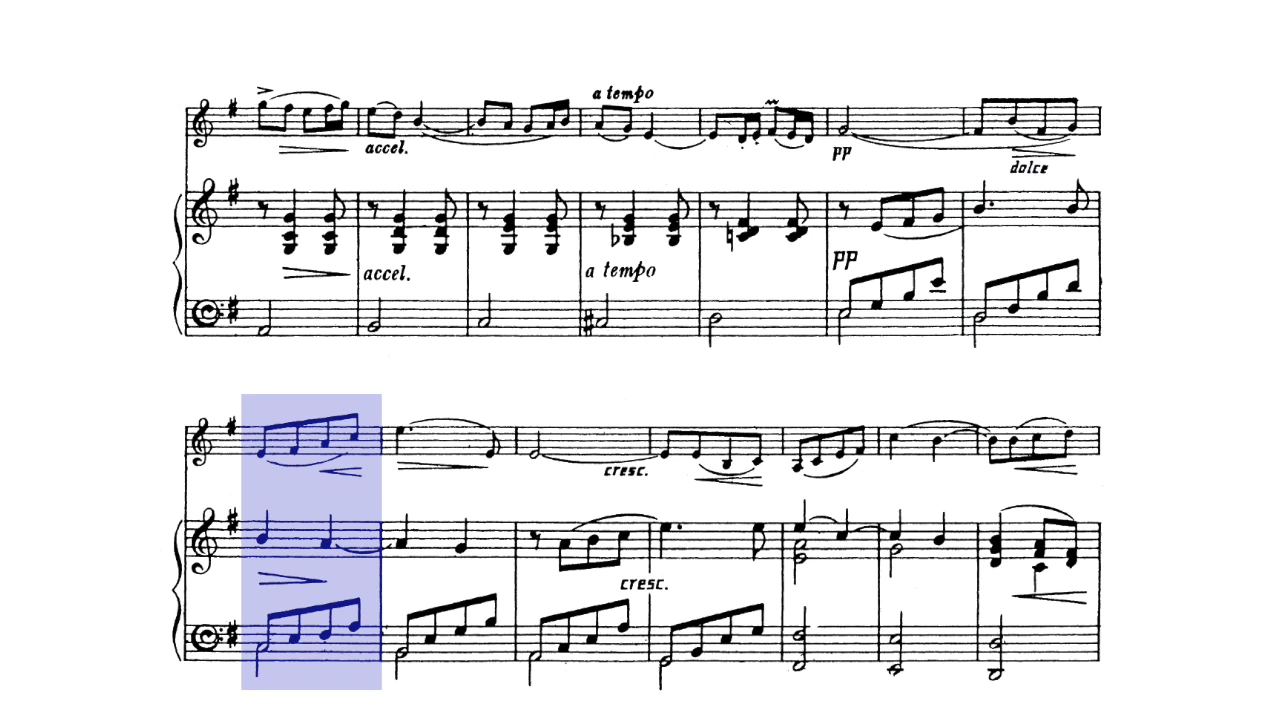 a tempo
accel.
pp
dolce
accel.
a tempo
pp
cresc.
cresc.